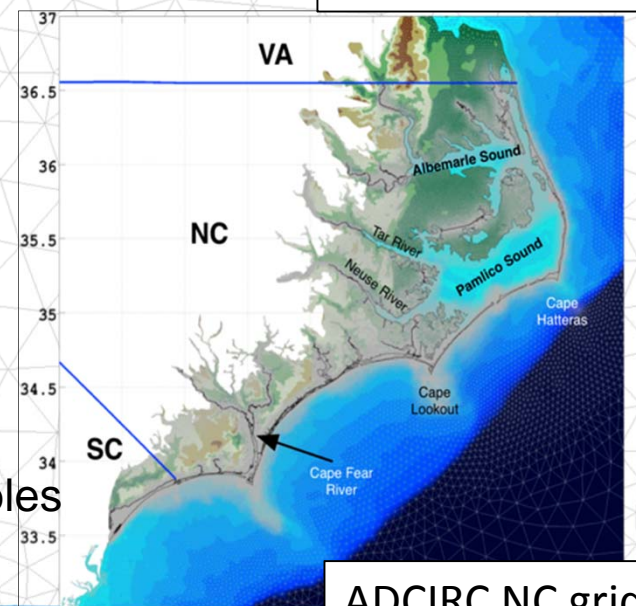 37
VA
36.5
36
Albemarle Sound
35.5
NC
Tar River
Pamlico Sound
Neuse River
35
Cape
Hatteras
34.5
Cape
Lookout
SC
34
Cape Fear
River
33.5
ADCIRC NC grid